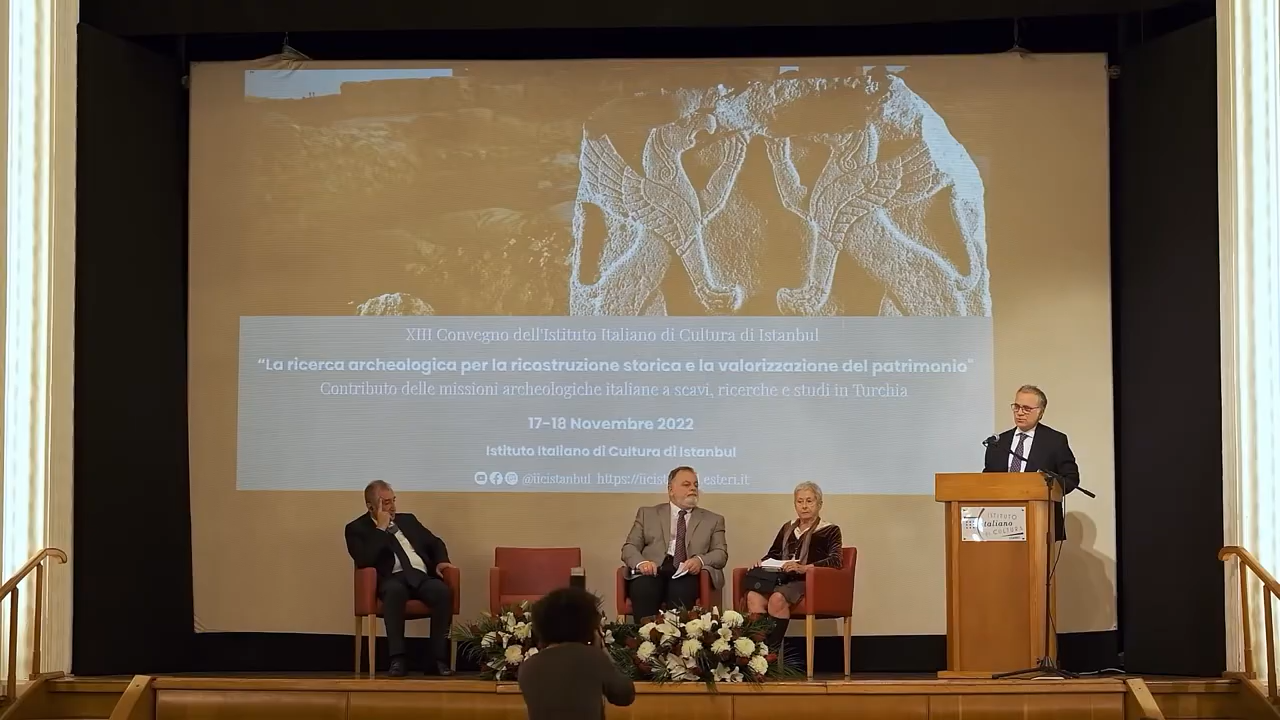 XIII Convegno dell'Istituto Italiano di Cultura di Istanbul
"La ricerca archeologica per la ricostruzione storica e la valorizzazione del patrimonio"
Contributo delle missioni archeologiche italiane a scavi, ricerche e studi in Turchia
17-18 Novembre 2022
Istituto Italiano di Cultura di Istanbul
@iicistanbul
ISTITUTO
italiano
DI CULTURA